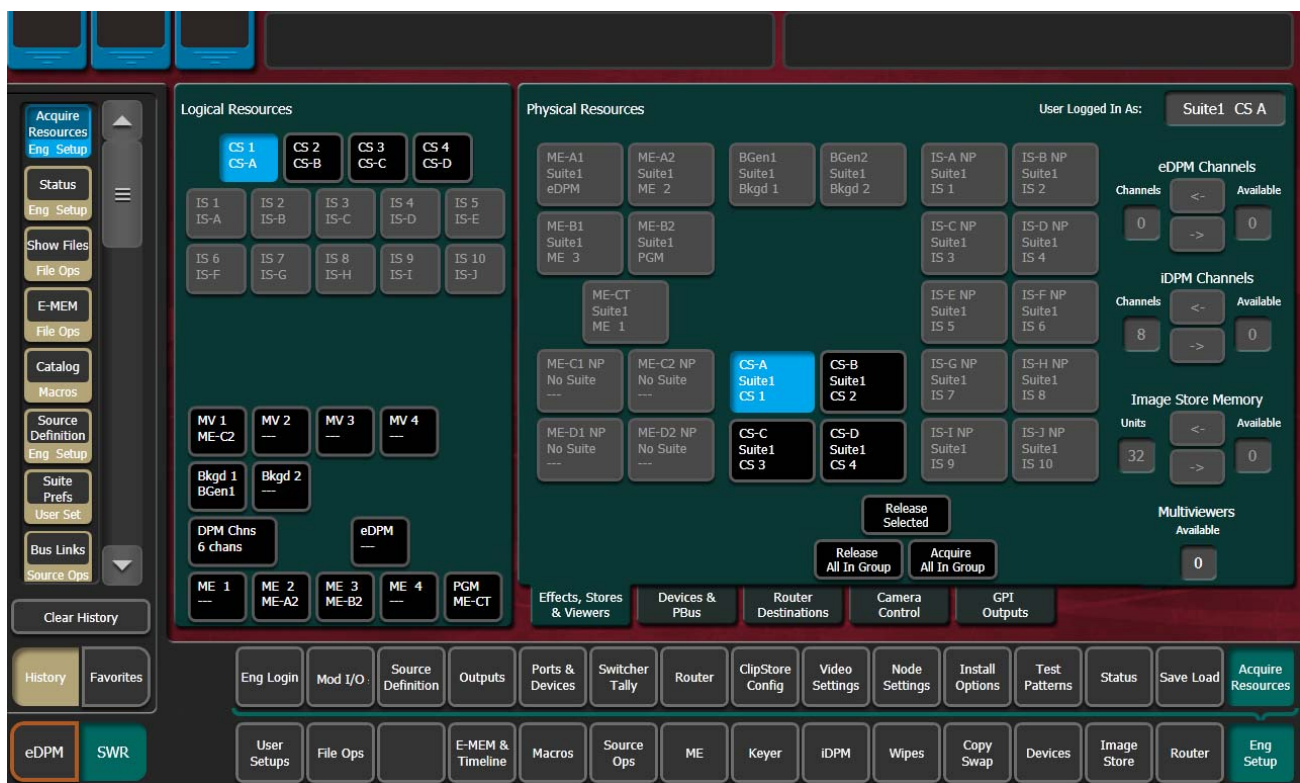 Acquire
Resources
Eng Setup
Status
Eng Setup
Show Files
File Ops
E-MEM
File Ops
Catalog
Macros
Source
Definition
Eng Setup
Suite
Prefs
User Set
Bus Links
Source Ops
Clear History
History
Favorites
eDPM
SWR
Logical Resources
CS 1
CS-A
CS 2
CS-B
CS 3
CS-C
CS 4
CS-D
IS 1
IS-A
IS 2
IS-B
IS 3
IS-C
IS 4
IS-D
IS 5
IS-E
IS 6
IS-F
IS 7
IS-G
IS 8
IS-H
IS 9
IS-I
IS 10
IS-J
MV 1
ME-C2
MV 2
---
MV 3
---
MV 4
---
Bkgd 1
BGen1
Bkgd 2
---
DPM Chns
6 chans
eDPM
---
ME 1
---
ME 2
ME-A2
ME 3
ME-B2
ME 4
---
PGM
ME-CT
Physical Resources
User Logged In As:
Suite1 CS A
ME-A1
Suite1
eDPM
ME-A2
Suite1
ME 2
BGen1
Suite1
Bkgd 1
BGen2
Suite1
Bkgd 2
IS-A NP
Suite1
IS 1
IS-B NP
Suite1
IS 2
ME-B1
Suite1
ME 3
ME-B2
Suite1
PGM
IS-C NP
Suite1
IS 3
IS-D NP
Suite1
IS 4
ME-CT
Suite1
ME 1
IS-E NP
Suite1
IS 5
IS-F NP
Suite1
IS 6
ME-C1 NP
No Suite
---
ME-C2 NP
No Suite
---
CS-A
Suite1
CS 1
CS-B
Suite1
CS 2
IS-G NP
Suite1
IS 7
IS-H NP
Suite1
IS 8
ME-D1 NP
No Suite
---
ME-D2 NP
No Suite
---
CS-C
Suite1
CS 3
CS-D
Suite1
CS 4
IS-I NP
Suite1
IS 9
IS-J NP
Suite1
IS 10
Release
Selected
Release
All In Group
Acquire
All In Group
eDPM Channels
Channels
<-
Available
0
->
0
iDPM Channels
Channels
<-
Available
8
->
0
Image Store Memory
Units
<-
Available
32
->
0
Multiviewers
Available
0
Effects, Stores
& Viewers
Devices &
PBus
Router
Destinations
Camera
Control
GPI
Outputs
Eng Login
Mod I/O :
Source
Definition
Outputs
Ports &
Devices
Switcher
Tally
Router
ClipStore
Config
Video
Settings
Node
Settings
Install
Options
Test
Patterns
Status
Save Load
Acquire
Resources
User
Setups
File Ops
E-MEM &
Timeline
Macros
Source
Ops
ME
Keyer
iDPM
Wipes
Copy
Swap
Devices
Image
Store
Router
Eng
Setup